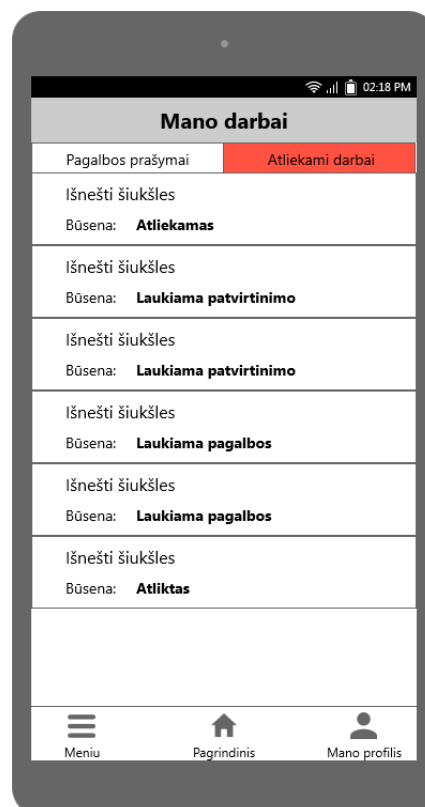 02:18 PM
Mano darbai
Pagalbos prašymai Atliekami darbai
Išnešti šiukšles
Būsena: Atliekamas
Išnešti šiukšles
Būsena: Laukiama patvirtinimo
Išnešti šiukšles
Būsena: Laukiama patvirtinimo
Išnešti šiukšles
Būsena: Laukiama pagalbos
Išnešti šiukšles
Būsena: Laukiama pagalbos
Išnešti šiukšles
Būsena: Atliktas
Meniu Pagrindinis Mano profilis